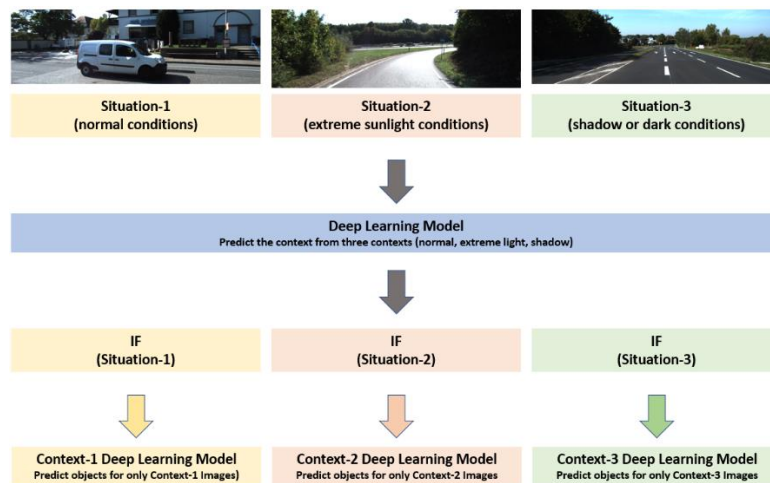 Situation-1
(normal conditions)
Situation-2
(extreme sunlight conditions)
Situation-3
(shadow or dark conditions)
Deep Learning Model
Predict the context from three contexts (normal, extreme light, shadow)
IF
(Situation-1)
IF
(Situation-2)
IF
(Situation-3)
Context-1 Deep Learning Model
Predict objects for only Context-1 Images)
Context-2 Deep Learning Model
Predict objects for only Context-2 Images
Context-3 Deep Learning Model
Predict objects for only Context-3 Images